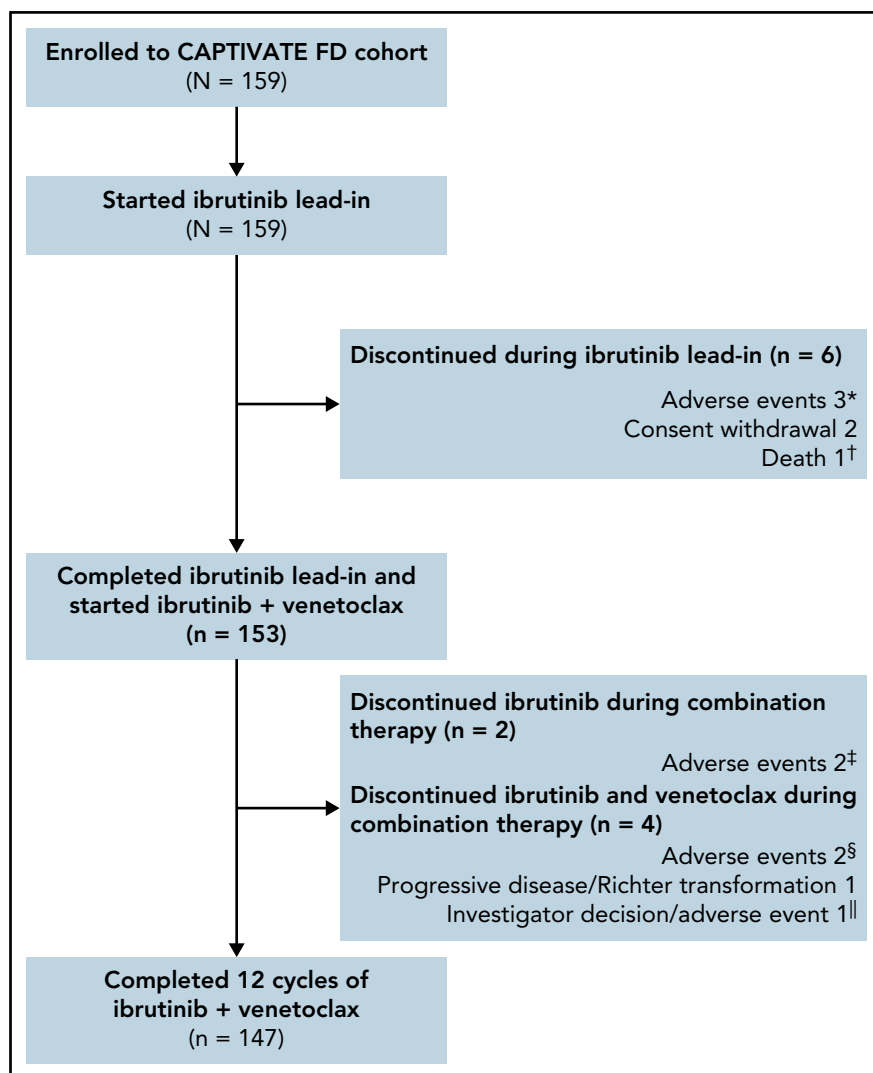 Enrolled to CAPTIVATE FD cohort
(N = 159)
Started ibrutinib lead-in
(N = 159)
Discontinued during ibrutinib lead-in (n = 6)
Adverse events 3*
Consent withdrawal 2
Death 1†
Completed ibrutinib lead-in and
started ibrutinib + venetoclax
(n = 153)
Discontinued ibrutinib during combination
therapy (n = 2)
Adverse events 2‡
Discontinued ibrutinib and venetoclax during
combination therapy (n = 4)
Adverse events 2§
Progressive disease/Richter transformation 1
Investigator decision/adverse event 1||
Completed 12 cycles of
ibrutinib + venetoclax
(n = 147)